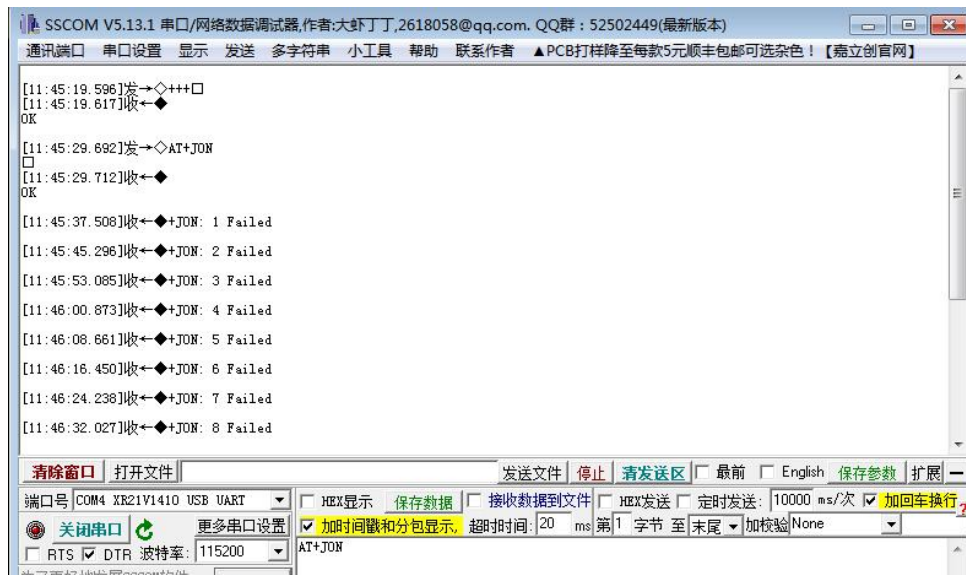 SSCOM V5.13.1 串口/网络数据调试器,作者:大虾丁丁,2618058@qq.com. QQ群：52502449(最新版本)
通讯端口 串口设置 显示 发送 多字符串 小工具 帮助 联系作者 ▲PCB打样降至每款5元顺丰包邮可选杂色！【嘉立创官网】
[11:45:19.596]发→◇+++□
[11:45:19.617]收←◆
OK
[11:45:29.692]发→◇AT+JON
□
[11:45:29.712]收←◆
OK
[11:45:37.508]收←◆+JON: 1 Failed
[11:45:45.296]收←◆+JON: 2 Failed
[11:45:53.085]收←◆+JON: 3 Failed
[11:46:00.873]收←◆+JON: 4 Failed
[11:46:08.661]收←◆+JON: 5 Failed
[11:46:16.450]收←◆+JON: 6 Failed
[11:46:24.238]收←◆+JON: 7 Failed
[11:46:32.027]收←◆+JON: 8 Failed
清除窗口 打开文件 发送文件 停止 清发送区 最前 English 保存参数 扩展 —
端口号 COM4 XR21V1410 USB UART HEX显示 保存数据 接收数据到文件 HEX发送 定时发送: 10000 ms/次 加回车换行 ?
关闭串口 更多串口设置 加时间戳和分包显示, 超时时间: 20 ms 第1 字节 至 末尾 加校验 None
RTS DTR 波特率: 115200 AT+JON